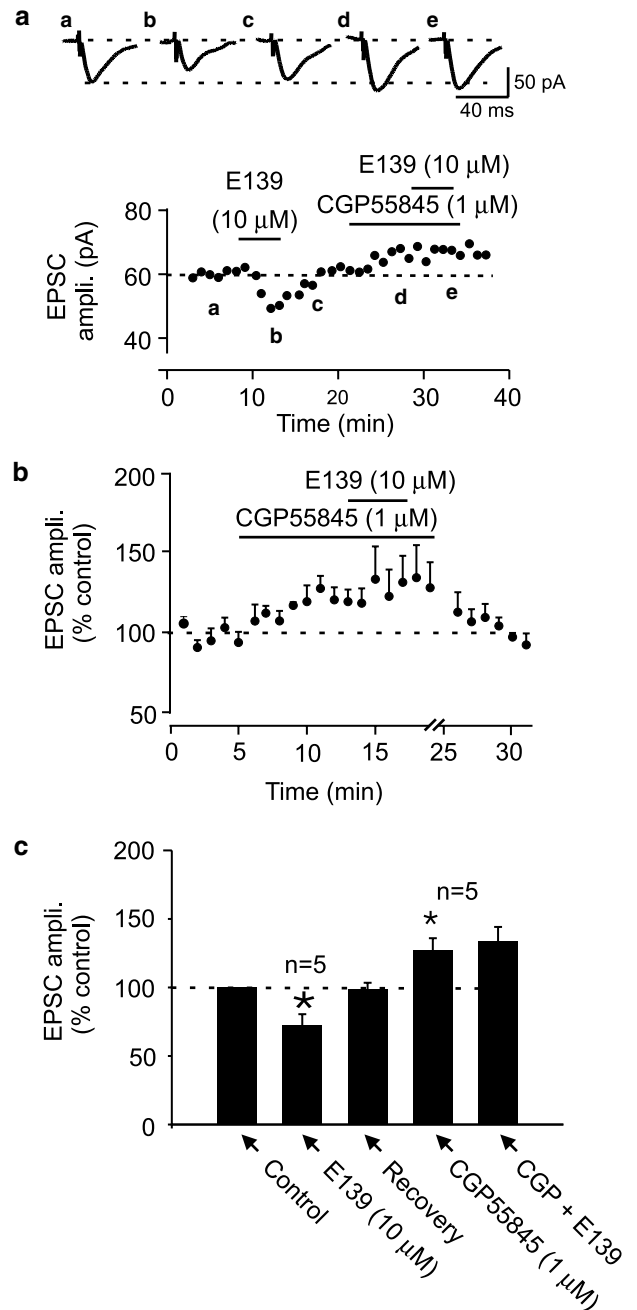 a
a b c d e
50 pA
40 ms
E139 (10 μM)
E139
(10 μM)
CGP55845 (1 μM)
80
60
40
EPSC
ampli. (pA)
a
b
c
d
e
0 10 20 30 40
Time (min)
b
200
150
100
50
EPSC ampli.
(% control)
E139 (10 μM)
CGP55845 (1 μM)
0 5 10 15 25 30
Time (min)
c
200
150
100
50
0
EPSC ampli.
(% control)
n=5
*
n=5
*
Control
E139 (10 μM)
Recovery
CGP55845 (1 μM)
CGP + E139